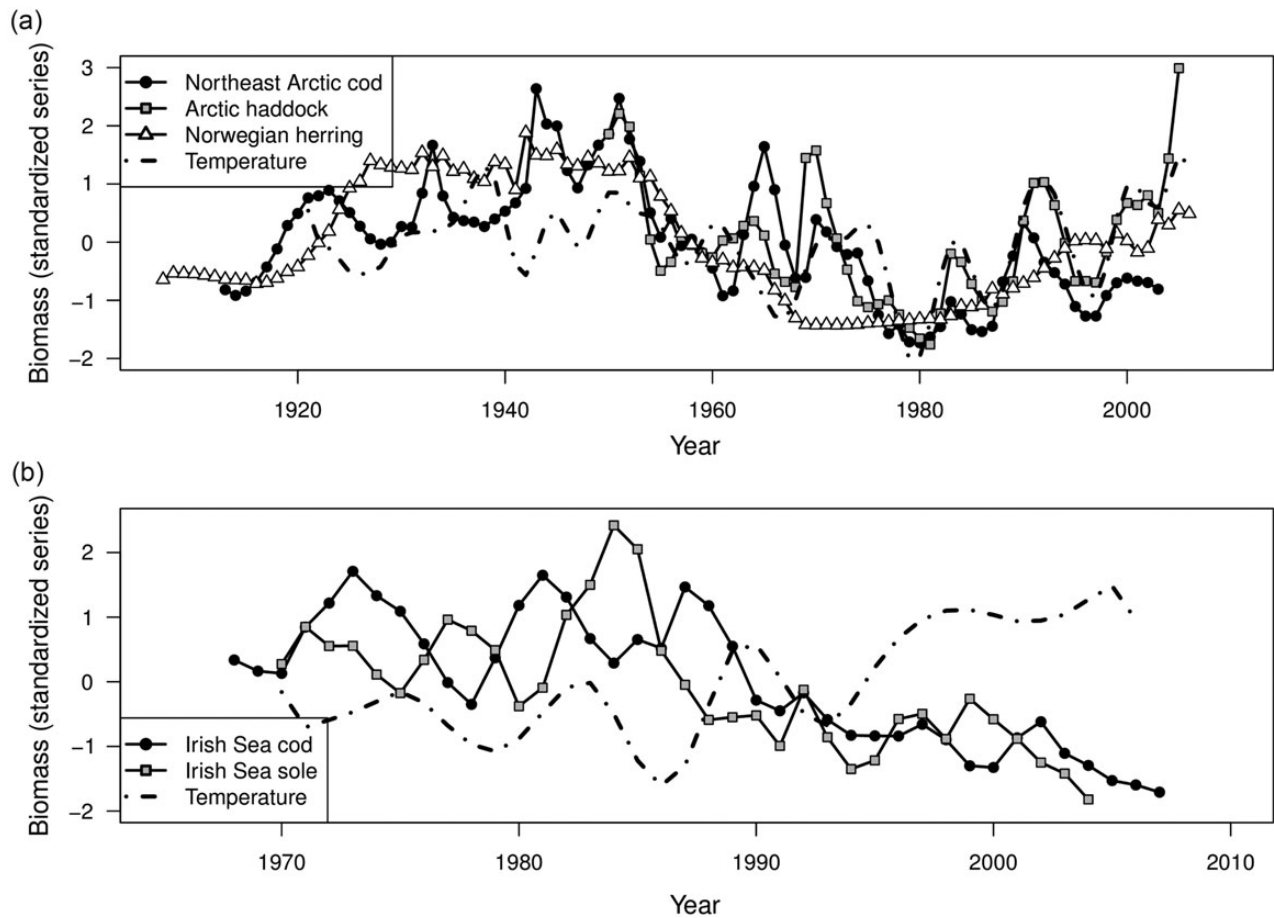 (a)
Biomass (standardized series)
3
2
1
0
−1
−2
Northeast Arctic cod
Arctic haddock
Norwegian herring
Temperature
1920 1940 1960 1980 2000
Year
(b)
Biomass (standardized series)
2
1
0
−1
−2
Irish Sea cod
Irish Sea sole
Temperature
1970 1980 1990 2000 2010
Year